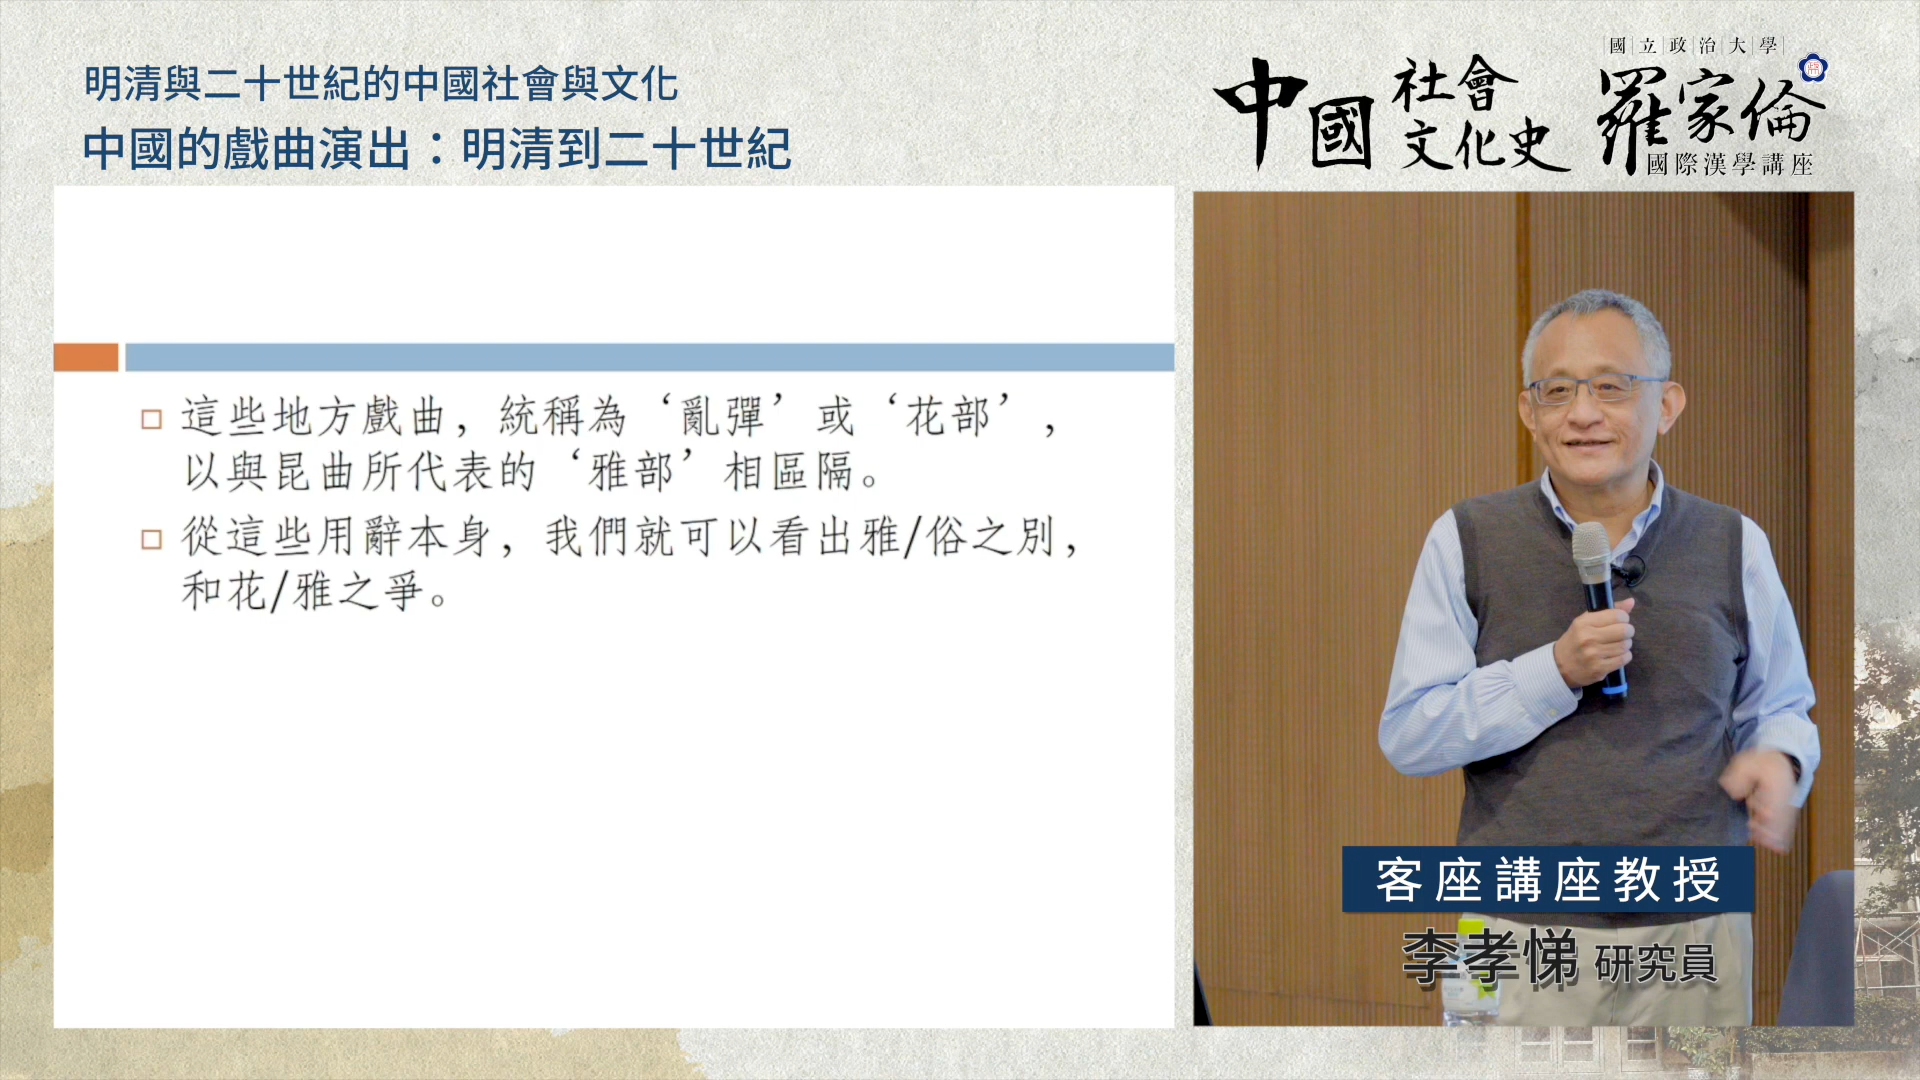 明清與二十世紀的中國社會與文化
中國的戲曲演出：明清到二十世紀
中國社會文化史
國立政治大學
羅家倫
國際漢學講座
這些地方戲曲，統稱為‘亂彈’或‘花部’，
以與昆曲所代表的‘雅部’相區隔。
從這些用辭本身，我們就可以看出雅/俗之別，
和花/雅之爭。
客座講座教授
李孝悌 研究員